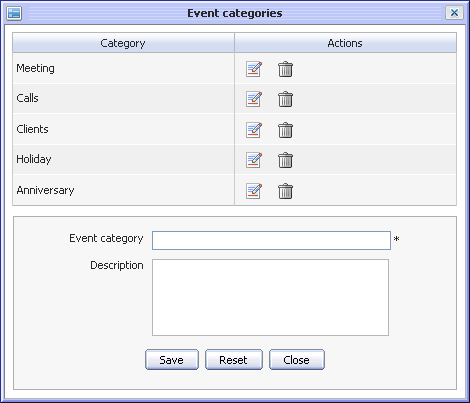 Event categories
Category Actions
Meeting
Calls
Clients
Holiday
Anniversary
Event category *
Description
Save Reset Close